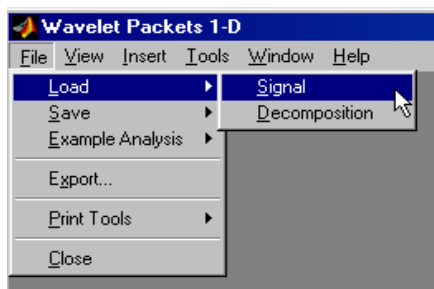 Wavelet Packets 1-D
File View Insert Tools Window Help
Load
Signal
Save
Decomposition
Example Analysis
Export...
Print Tools
Close